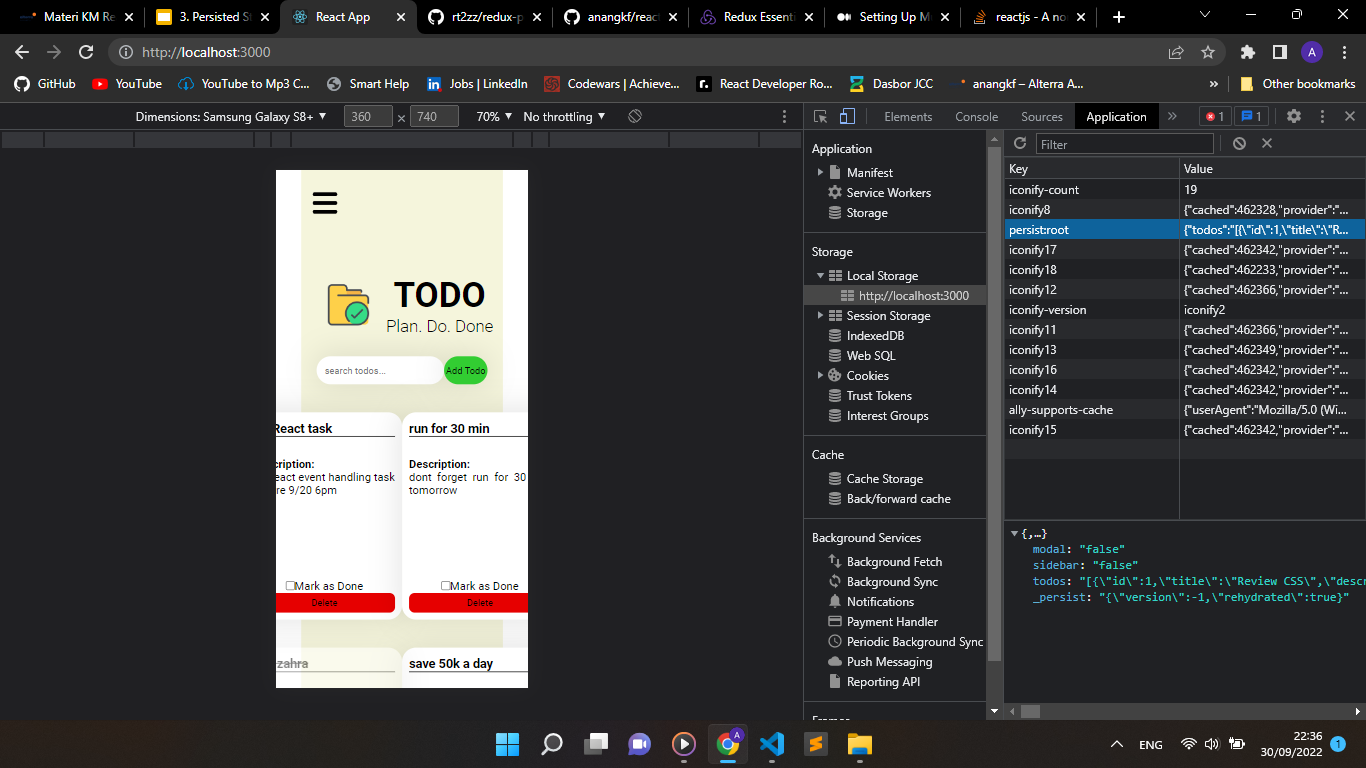 Materi KM Re
3. Persisted St
React App
rt2zz/redux-p
anangkf/reac
Redux Essenti
Setting Up M
reactjs - A no
http://localhost:3000
A
GitHub
YouTube
YouTube to Mp3 C...
Smart Help
Jobs | LinkedIn
Codewars | Achieve...
React Developer Ro...
Dasbor JCC
anangkf – Alterra A...
»
Other bookmarks
Dimensions: Samsung Galaxy S8+ ▼
360
×
740
70% ▼
No throttling ▼
Elements
Console
Sources
Application
»
1
1
TODO
Plan. Do. Done
search todos...
Add Todo
React task
cription:
eact event handling task
re 9/20 6pm
Mark as Done
Delete
run for 30 min
Description:
dont forget run for 30
tomorrow
Mark as Done
Delete
zahra
save 50k a day
Application
Manifest
Service Workers
Storage
Storage
Local Storage
http://localhost:3000
Session Storage
IndexedDB
Web SQL
Cookies
Trust Tokens
Interest Groups
Cache
Cache Storage
Back/forward cache
Background Services
Background Fetch
Background Sync
Notifications
Payment Handler
Periodic Background Sync
Push Messaging
Reporting API
Frames
Filter
Key Value
iconify-count 19
iconify8 {"cached":462328,"provider":"...
persist:root {"todos":"[{\"id\":1,\"title\":\"R...
iconify17 {"cached":462342,"provider":"...
iconify18 {"cached":462233,"provider":"...
iconify12 {"cached":462366,"provider":"...
iconify-version iconify2
iconify11 {"cached":462366,"provider":"...
iconify13 {"cached":462349,"provider":"...
iconify16 {"cached":462342,"provider":"...
iconify14 {"cached":462342,"provider":"...
ally-supports-cache {"userAgent":"Mozilla/5.0 (Wi...
iconify15 {"cached":462342,"provider":"...
{,…}
modal: "false"
sidebar: "false"
todos: "[{\"id\":1,\"title\":\"Review CSS\",\"descr
_persist: "{\"version\":-1,\"rehydrated\":true}"
A
ENG
22:36
30/09/2022
1